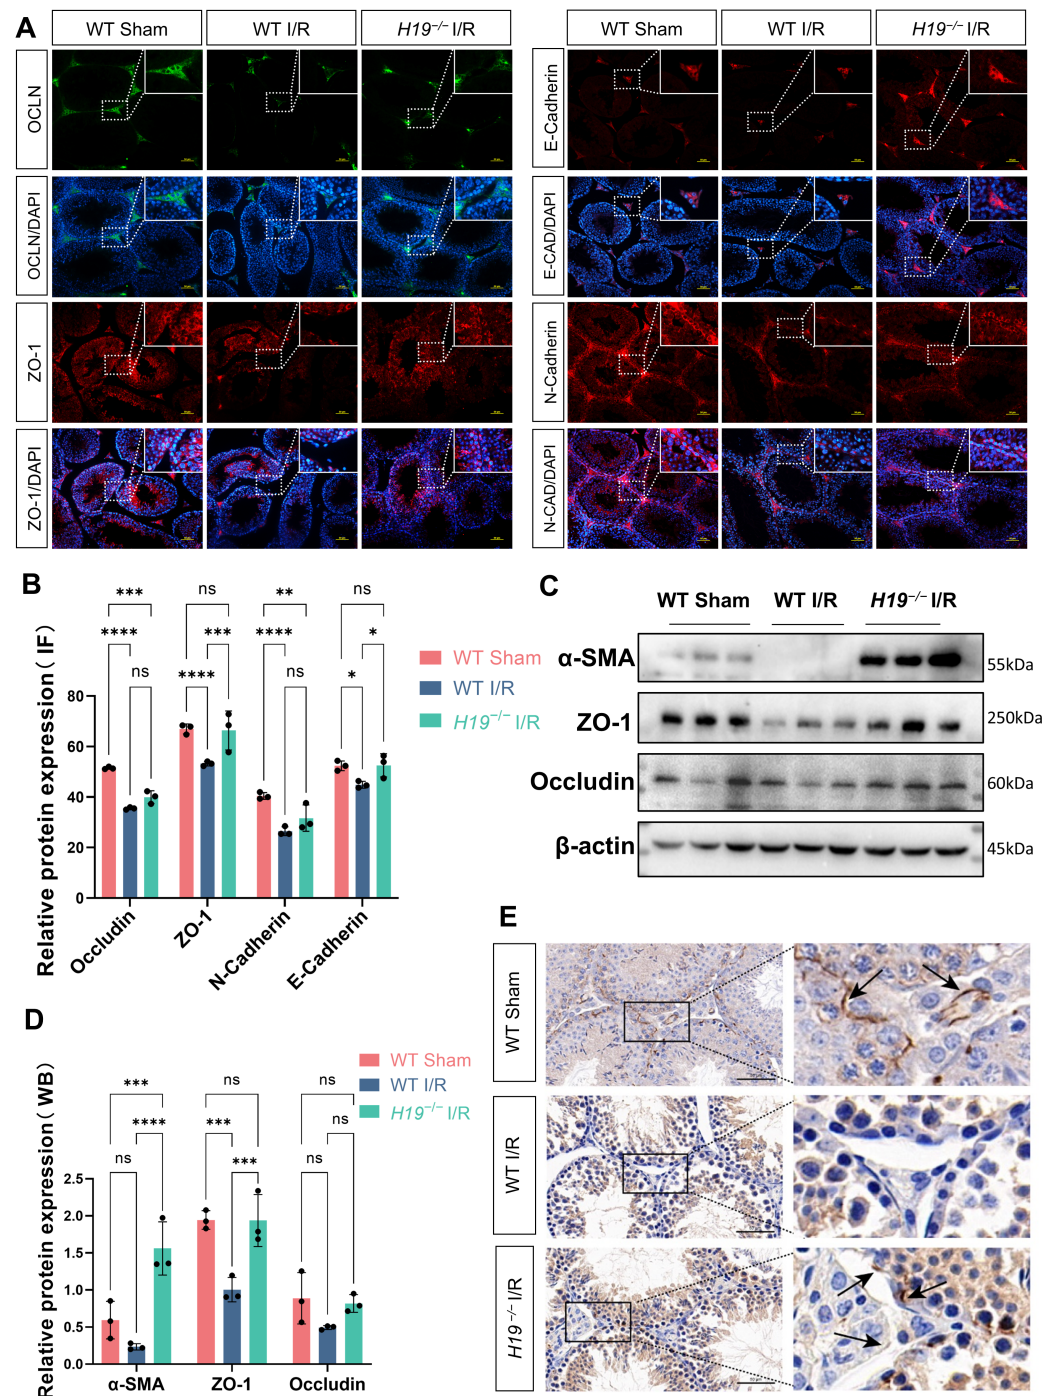 A
WT Sham
WT I/R
H19⁻/⁻ I/R
WT Sham
WT I/R
H19⁻/⁻ I/R
OCLN
OCLN/DAPI
ZO-1
ZO-1/DAPI
E-Cadherin
E-CAD/DAPI
N-Cadherin
N-CAD/DAPI
B
Relative protein expression( IF)
80
60
40
20
0
*** 
****
ns
ns
****
***
**
****
ns
ns
*
*
Occludin
ZO-1
N-Cadherin
E-Cadherin
WT Sham
WT I/R
H19⁻/⁻ I/R
C
WT Sham
WT I/R
H19⁻/⁻ I/R
α-SMA
55kDa
ZO-1
250kDa
Occludin
60kDa
β-actin
45kDa
D
Relative protein expression( WB)
2.5
2.0
1.5
1.0
0.5
0.0
***
ns
****
ns
***
***
ns
ns
ns
α-SMA
ZO-1
Occludin
WT Sham
WT I/R
H19⁻/⁻ I/R
E
WT Sham
WT I/R
H19⁻/⁻ I/R